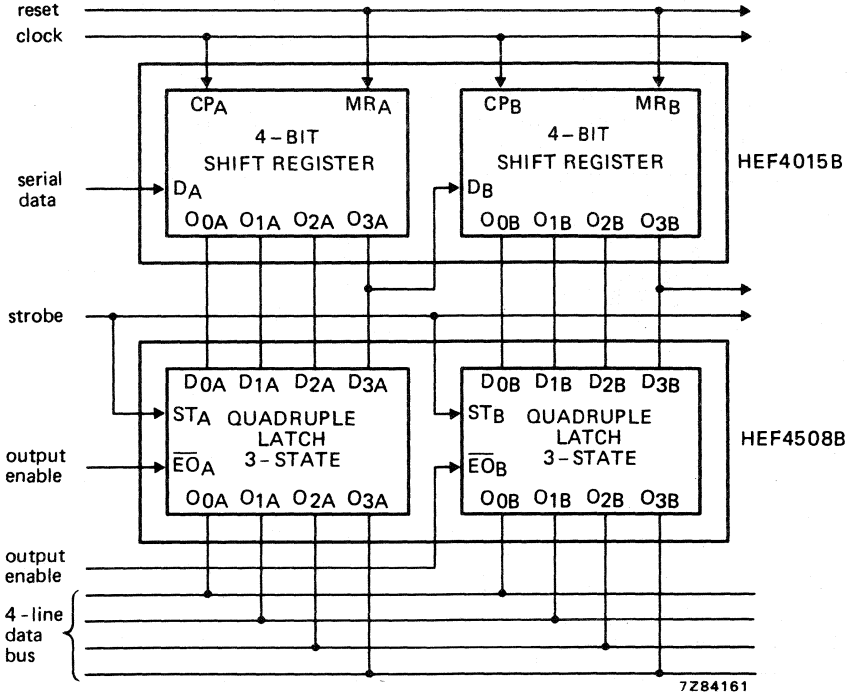 reset
clock
CPA MRA CPB MRB
4-BIT
SHIFT REGISTER
4-BIT
SHIFT REGISTER
HEF4015B
serial
data
DA
DB
O0A O1A O2A O3A
O0B O1B O2B O3B
strobe
D0A D1A D2A D3A
D0B D1B D2B D3B
STA
QUADRUPLE
LATCH
3-STATE
STB
QUADRUPLE
LATCH
3-STATE
HEF4508B
output
enable
E̅O̅A
E̅O̅B
O0A O1A O2A O3A
O0B O1B O2B O3B
output
enable
4-line
data
bus
7Z84161